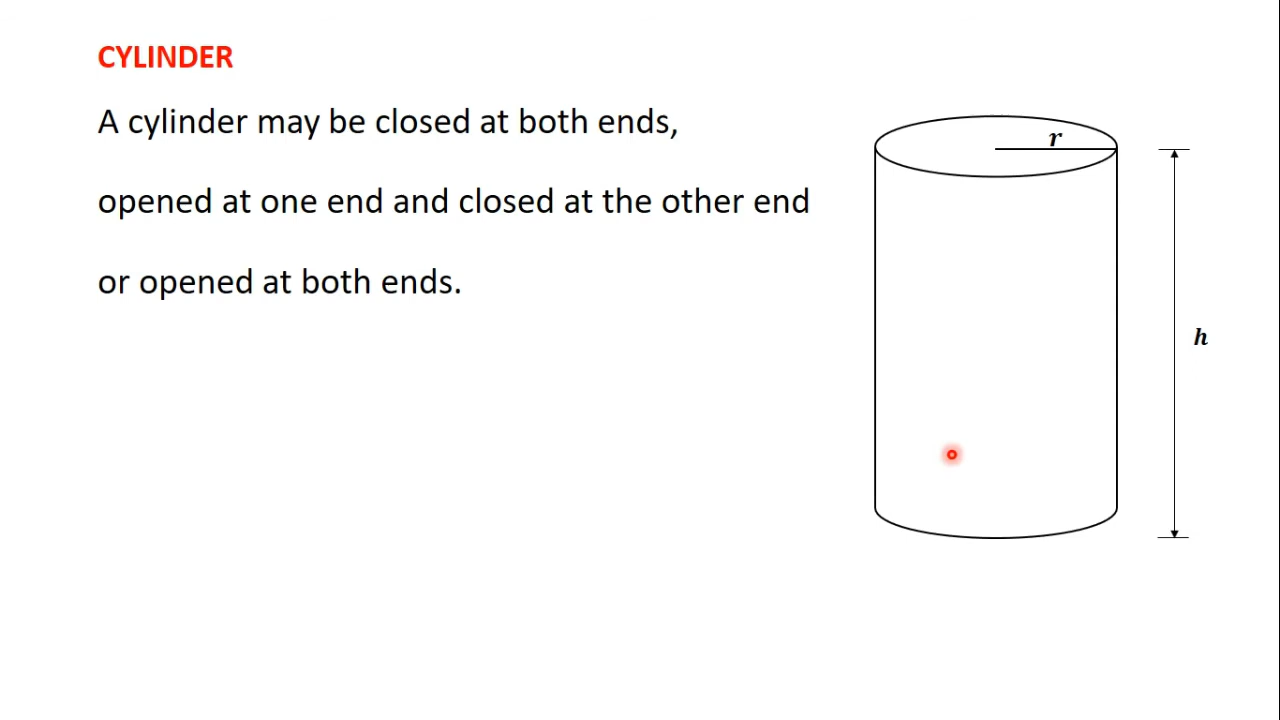 CYLINDER
A cylinder may be closed at both ends,
opened at one end and closed at the other end
or opened at both ends.
r
h